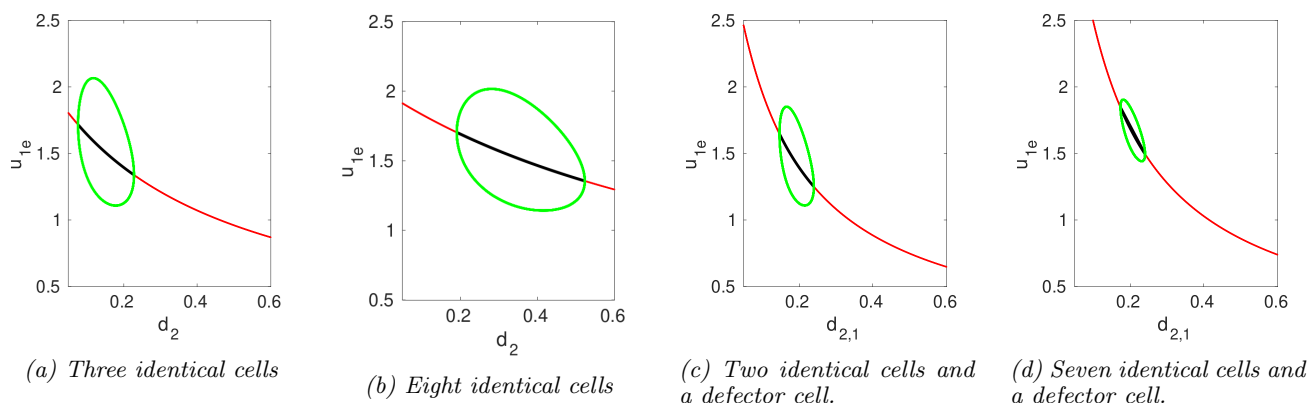 2.5
2
1.5
1
0.5
u1e
0.2
0.4
0.6
d2
(a) Three identical cells
2.5
2
1.5
1
0.5
u1e
0.2
0.4
0.6
d2
(b) Eight identical cells
2.5
2
1.5
1
0.5
u1e
0.2
0.4
0.6
d2,1
(c) Two identical cells and
a defector cell.
2.5
2
1.5
1
0.5
u1e
0.2
0.4
0.6
d2,1
(d) Seven identical cells and
a defector cell.